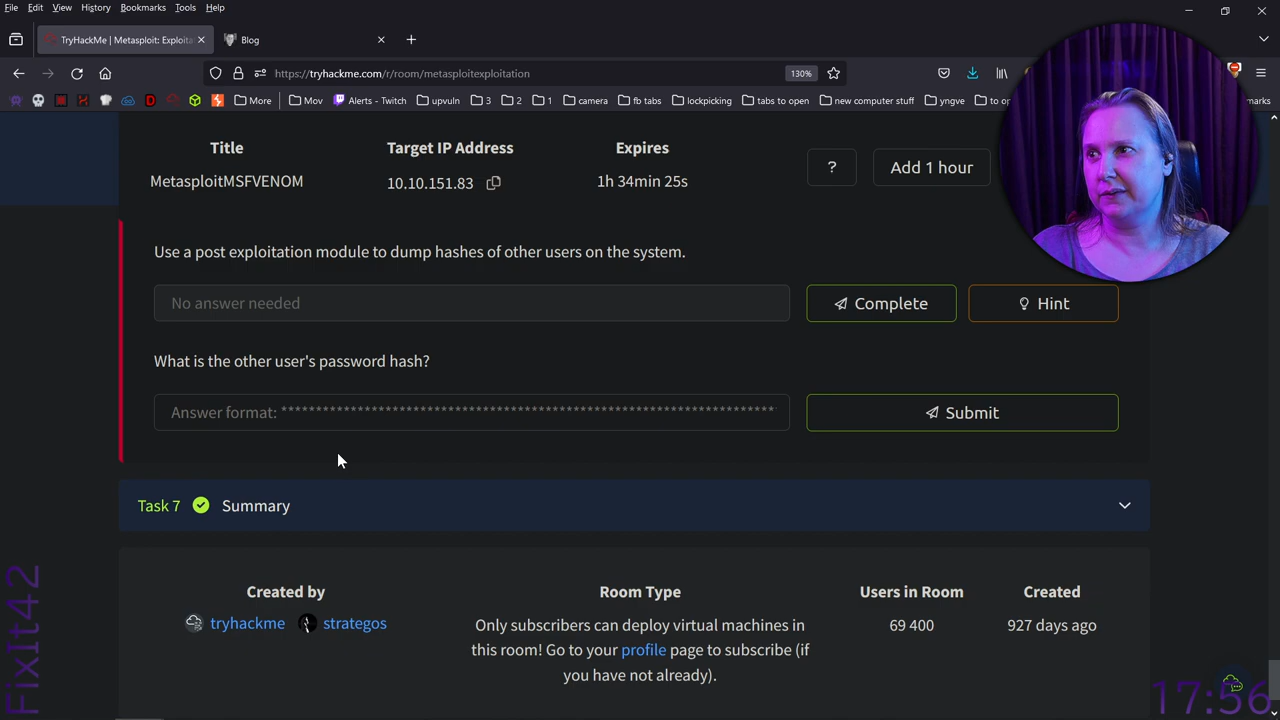 File Edit View History Bookmarks Tools Help
TryHackMe | Metasploit: Exploita
Blog
https://tryhackme.com/r/room/metasploitexploitation
130%
More Mov Alerts - Twitch upvuln 3 2 1 camera fb tabs lockpicking tabs to open new computer stuff yngve to o marks
Title Target IP Address Expires
MetasploitMSFVENOM 10.10.151.83 1h 34min 25s ? Add 1 hour
Use a post exploitation module to dump hashes of other users on the system.
No answer needed Complete Hint
What is the other user's password hash?
Answer format: *********************************************************************** Submit
Task 7 Summary
Created by Room Type Users in Room Created
tryhackme strategos Only subscribers can deploy virtual machines in 69 400 927 days ago
this room! Go to your profile page to subscribe (if
you have not already).
FixIt42
17:56